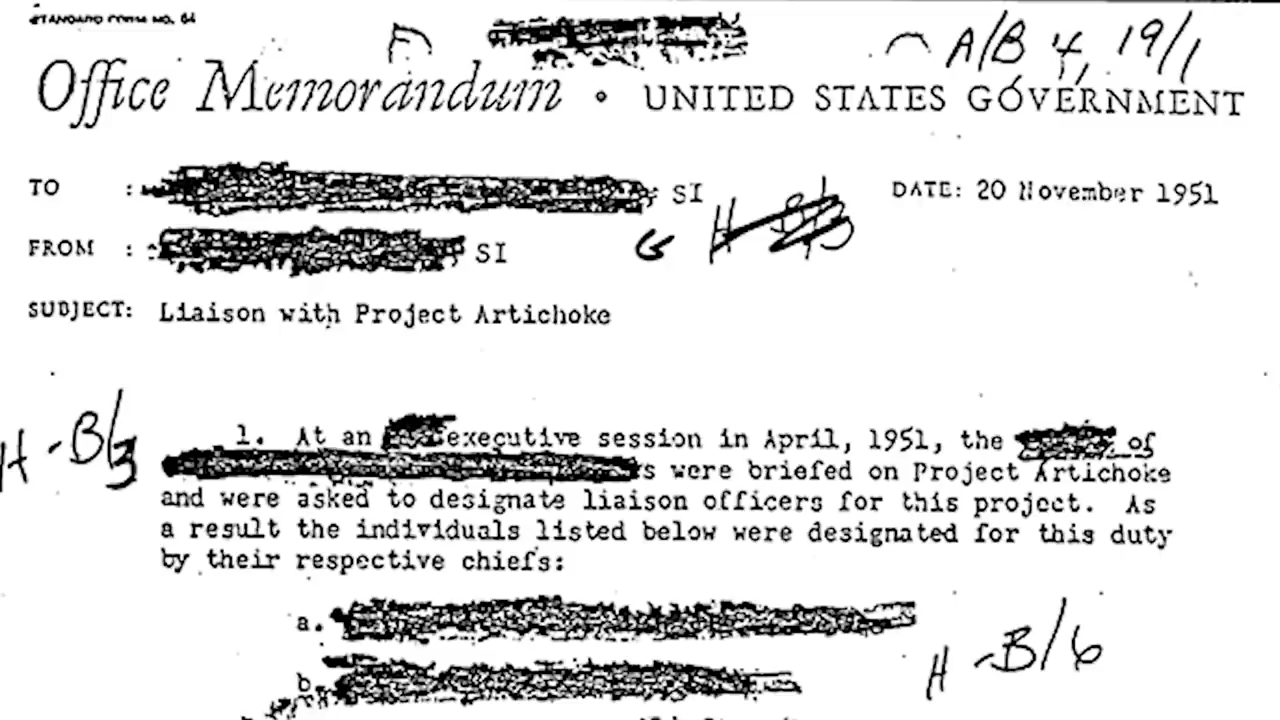 STANDARD FORM NO. 64
A/B 4, 19/1
Office Memorandum • UNITED STATES GOVERNMENT
TO : SI
DATE: 20 November 1951
FROM : SI
G H-B/3
SUBJECT: Liaison with Project Artichoke
H-B/3
1. At an executive session in April, 1951, the of
s were briefed on Project Artichoke
and were asked to designate liaison officers for this project. As
a result the individuals listed below were designated for this duty
by their respective chiefs:
a.
H-B/6
b.